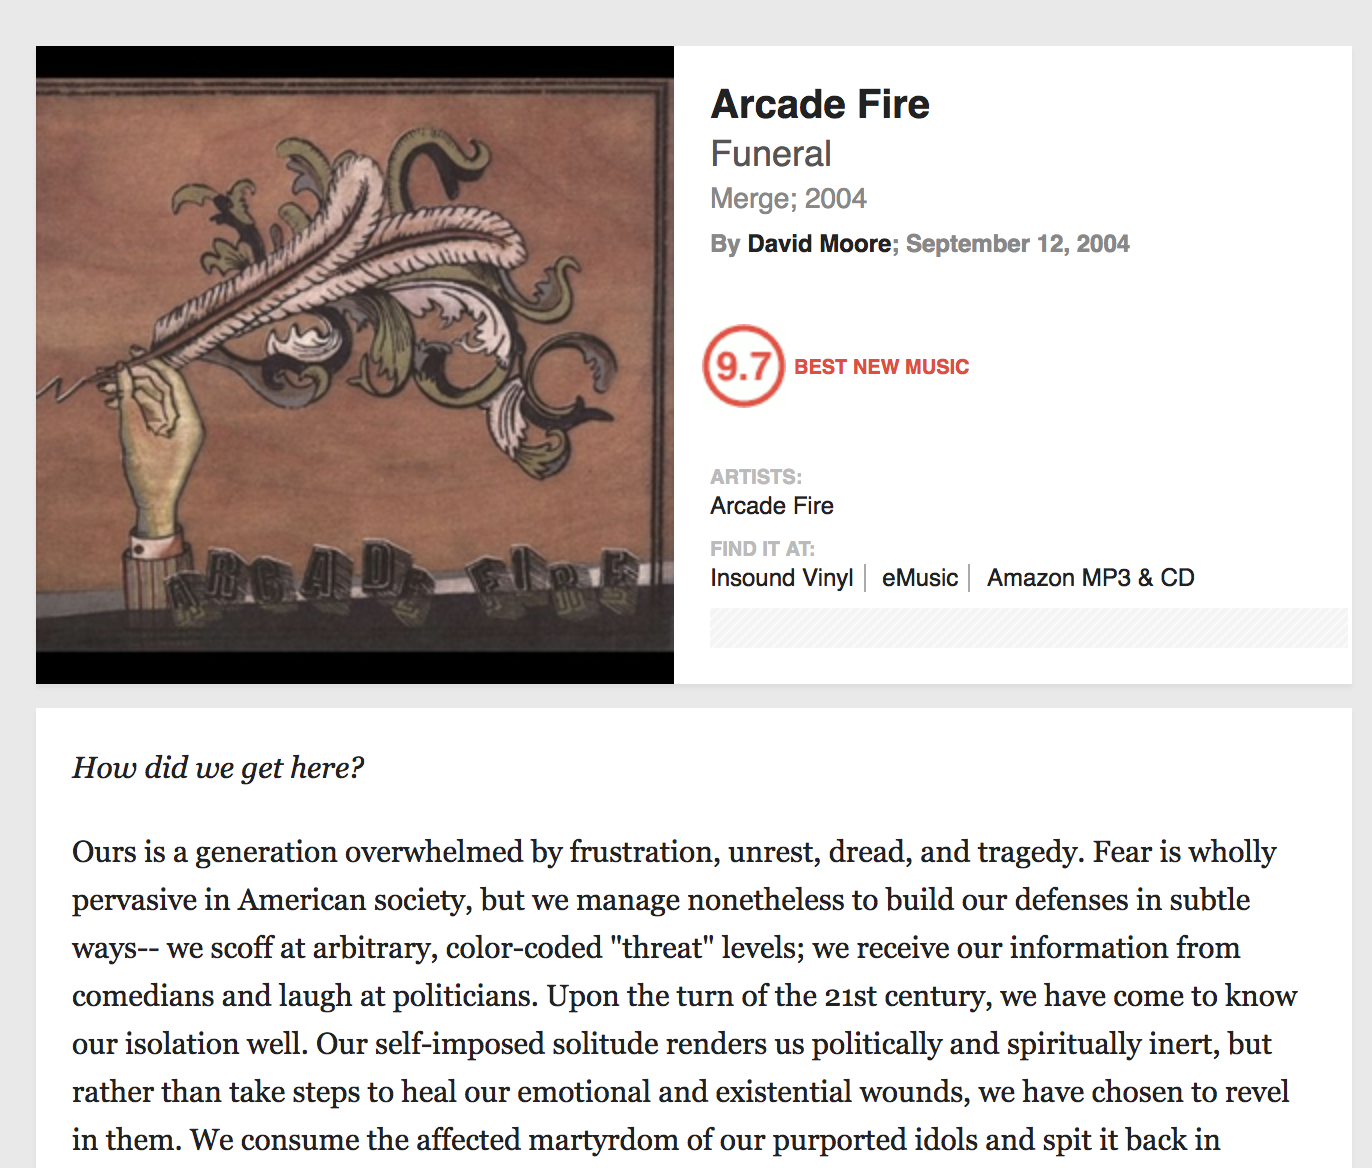 ARCADE FIRE
Arcade Fire
Funeral
Merge; 2004
By David Moore; September 12, 2004
9.7 BEST NEW MUSIC
ARTISTS:
Arcade Fire
FIND IT AT:
Insound Vinyl | eMusic | Amazon MP3 & CD
How did we get here?
Ours is a generation overwhelmed by frustration, unrest, dread, and tragedy. Fear is wholly
pervasive in American society, but we manage nonetheless to build our defenses in subtle
ways-- we scoff at arbitrary, color-coded "threat" levels; we receive our information from
comedians and laugh at politicians. Upon the turn of the 21st century, we have come to know
our isolation well. Our self-imposed solitude renders us politically and spiritually inert, but
rather than take steps to heal our emotional and existential wounds, we have chosen to revel
in them. We consume the affected martyrdom of our purported idols and spit it back in